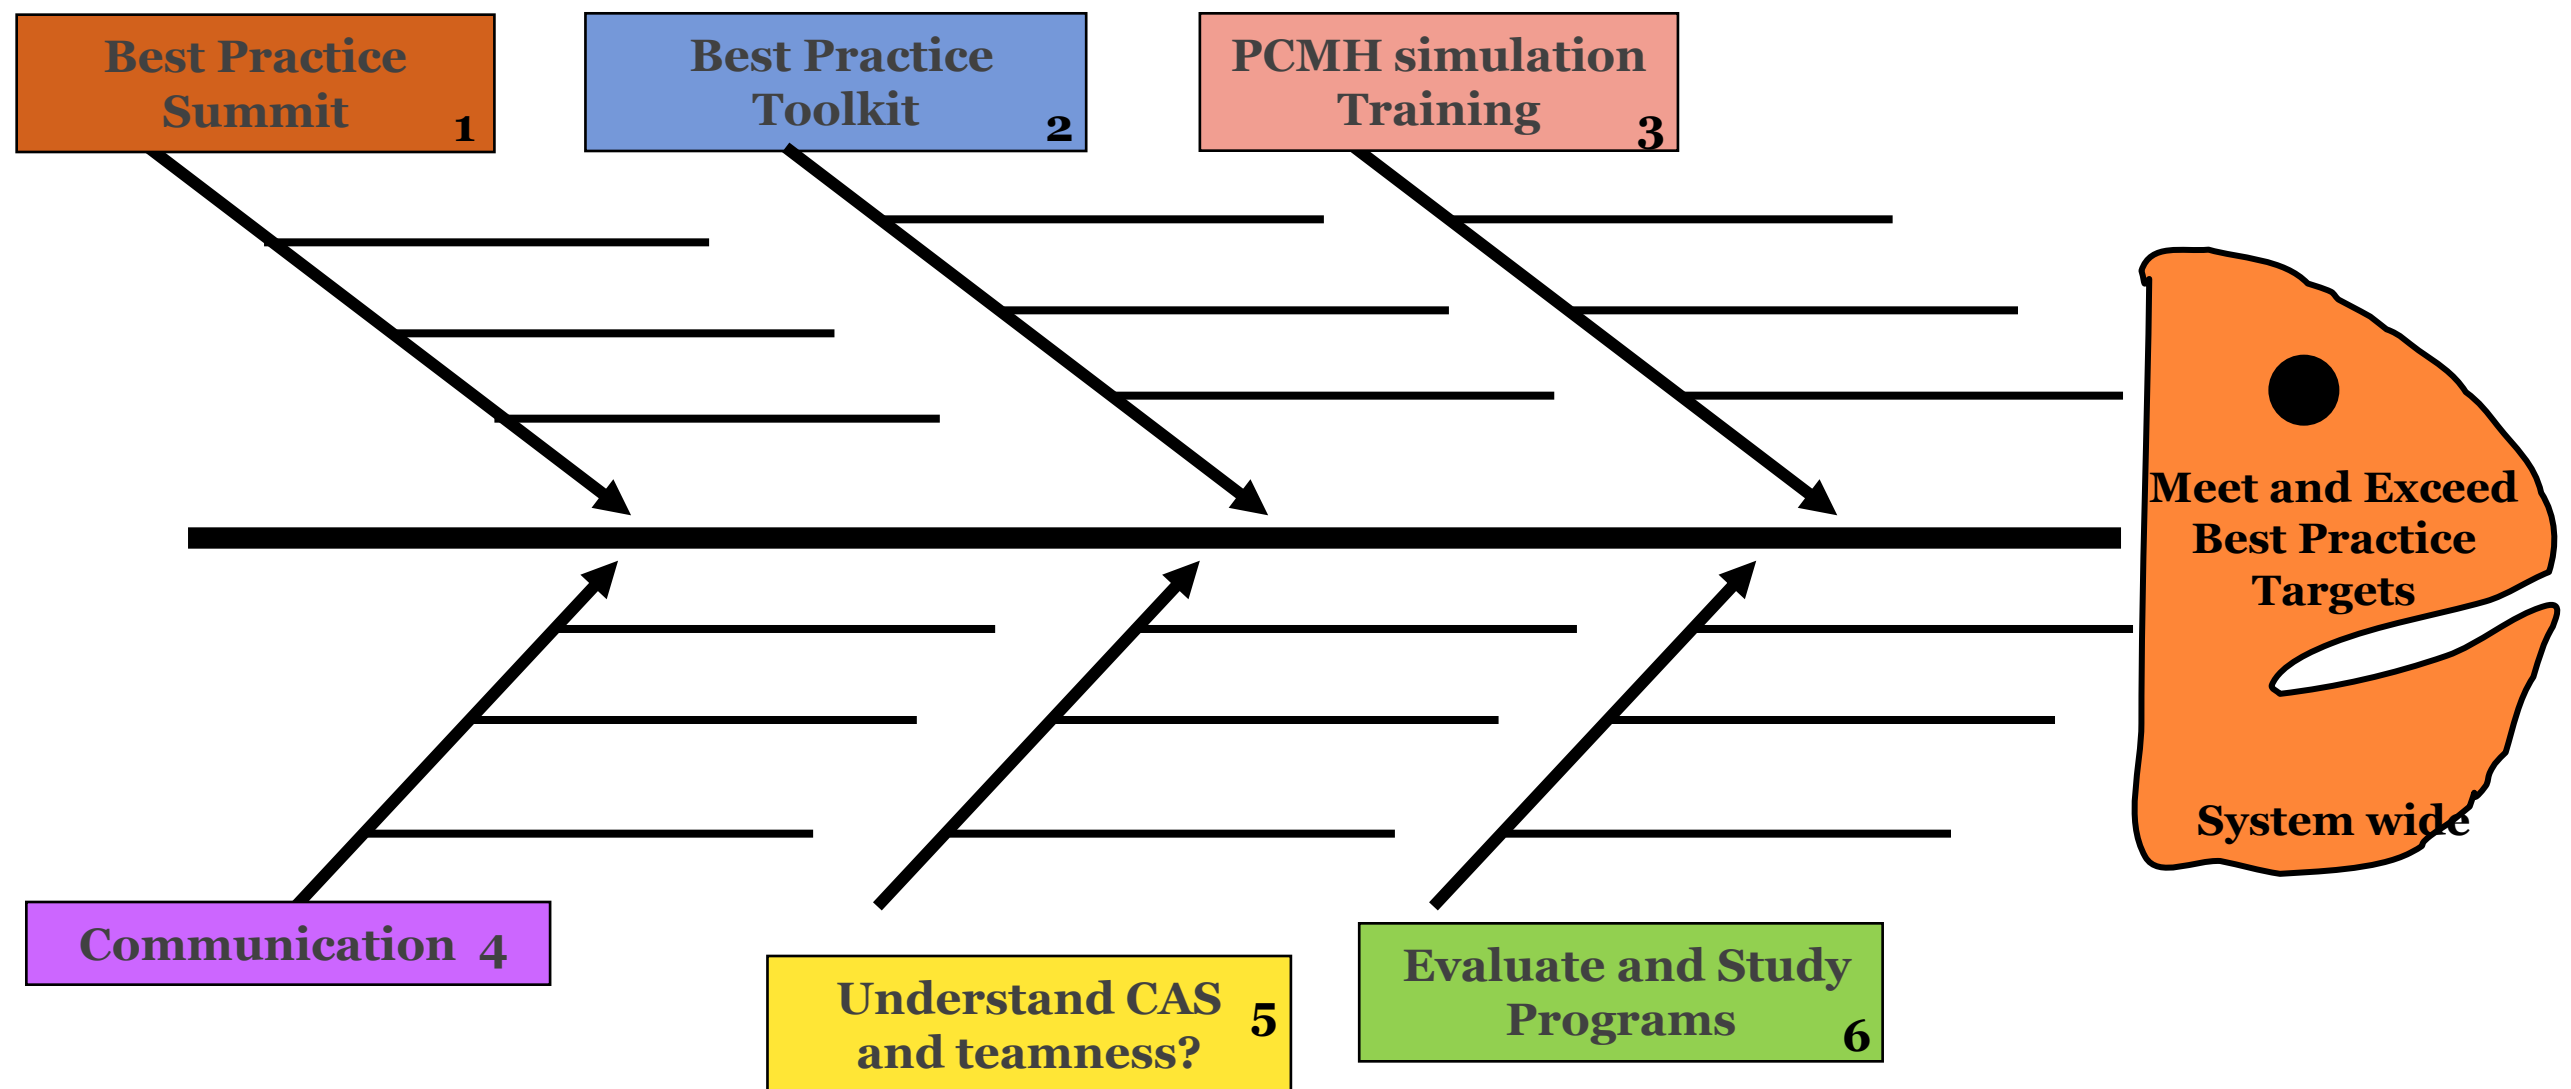 Best Practice
Summit 1
Best Practice
Toolkit 2
PCMH simulation
Training 3
Meet and Exceed
Best Practice
Targets
System wide
Communication 4
Understand CAS 5
and teamness?
Evaluate and Study
Programs 6